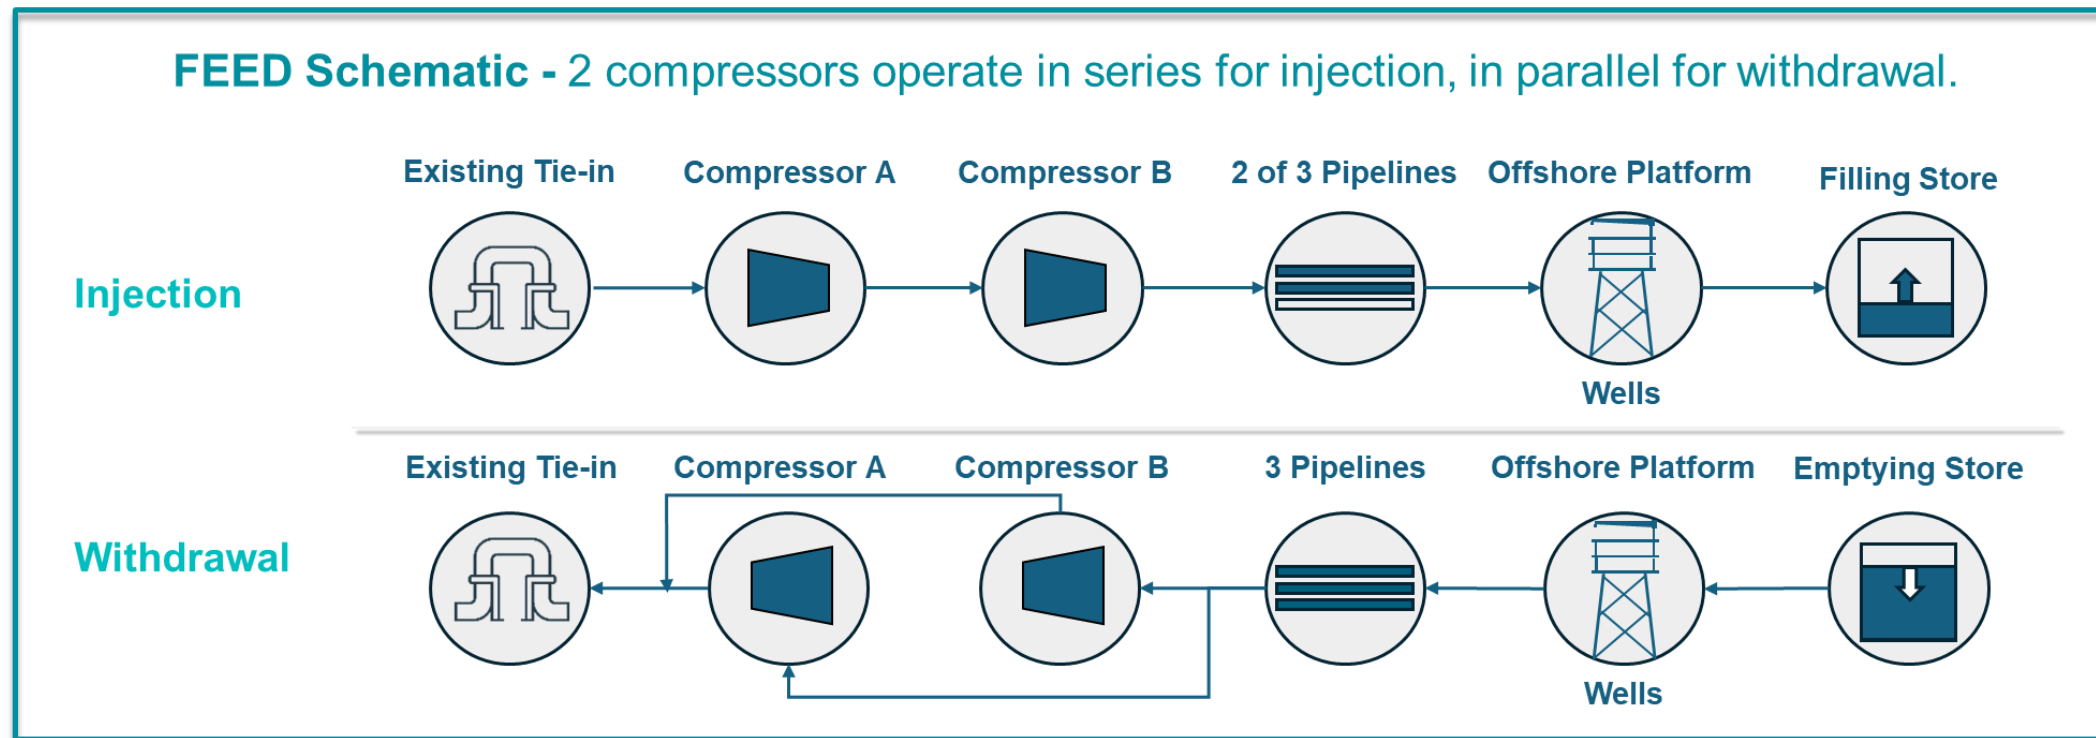 FEED Schematic - 2 compressors operate in series for injection, in parallel for withdrawal.
Existing Tie-in
Compressor A
Compressor B
2 of 3 Pipelines
Offshore Platform
Filling Store
Injection
Wells
Existing Tie-in
Compressor A
Compressor B
3 Pipelines
Offshore Platform
Emptying Store
Withdrawal
Wells